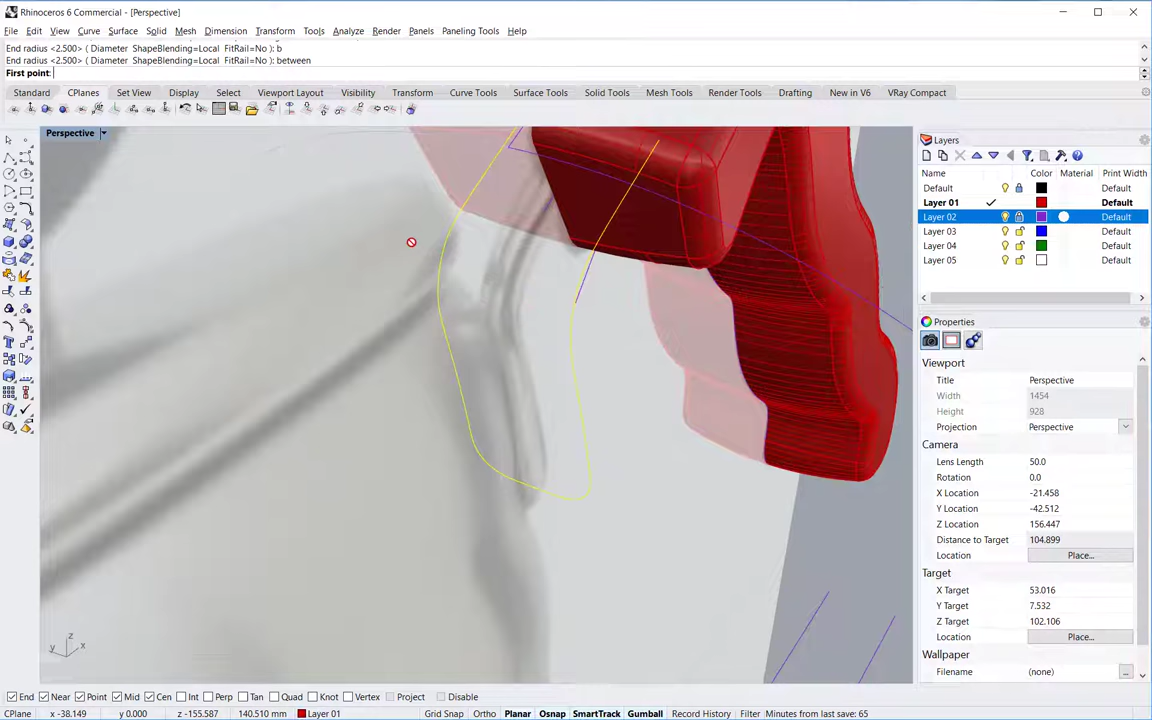 Rhinoceros 6 Commercial - [Perspective]
File Edit View Curve Surface Solid Mesh Dimension Transform Tools Analyze Render Panels Paneling Tools Help
End radius <2.500> ( Diameter ShapeBlending=Local FitRail=No ): b
End radius <2.500> ( Diameter ShapeBlending=Local FitRail=No ): between
First point:
Standard CPlanes Set View Display Select Viewport Layout Visibility Transform Curve Tools Surface Tools Solid Tools Mesh Tools Render Tools Drafting New in V6 VRay Compact
Perspective
Layers
Name Color Material Print Width
Default Default
Layer 01 Default
Layer 02 Default
Layer 03 Default
Layer 04 Default
Layer 05 Default
Properties
Viewport
Title Perspective
Width 1454
Height 928
Projection Perspective
Camera
Lens Length 50.0
Rotation 0.0
X Location -21.458
Y Location -42.512
Z Location 156.447
Distance to Target 104.899
Location Place...
Target
X Target 53.016
Y Target 7.532
Z Target 102.106
Location Place...
Wallpaper
Filename (none) ...
z
y x
End Near Point Mid Cen Int Perp Tan Quad Knot Vertex Project Disable
CPlane x -38.149 y 0.000 z -155.587 140.510 mm Layer 01 Grid Snap Ortho Planar Osnap SmartTrack Gumball Record History Filter Minutes from last save: 65